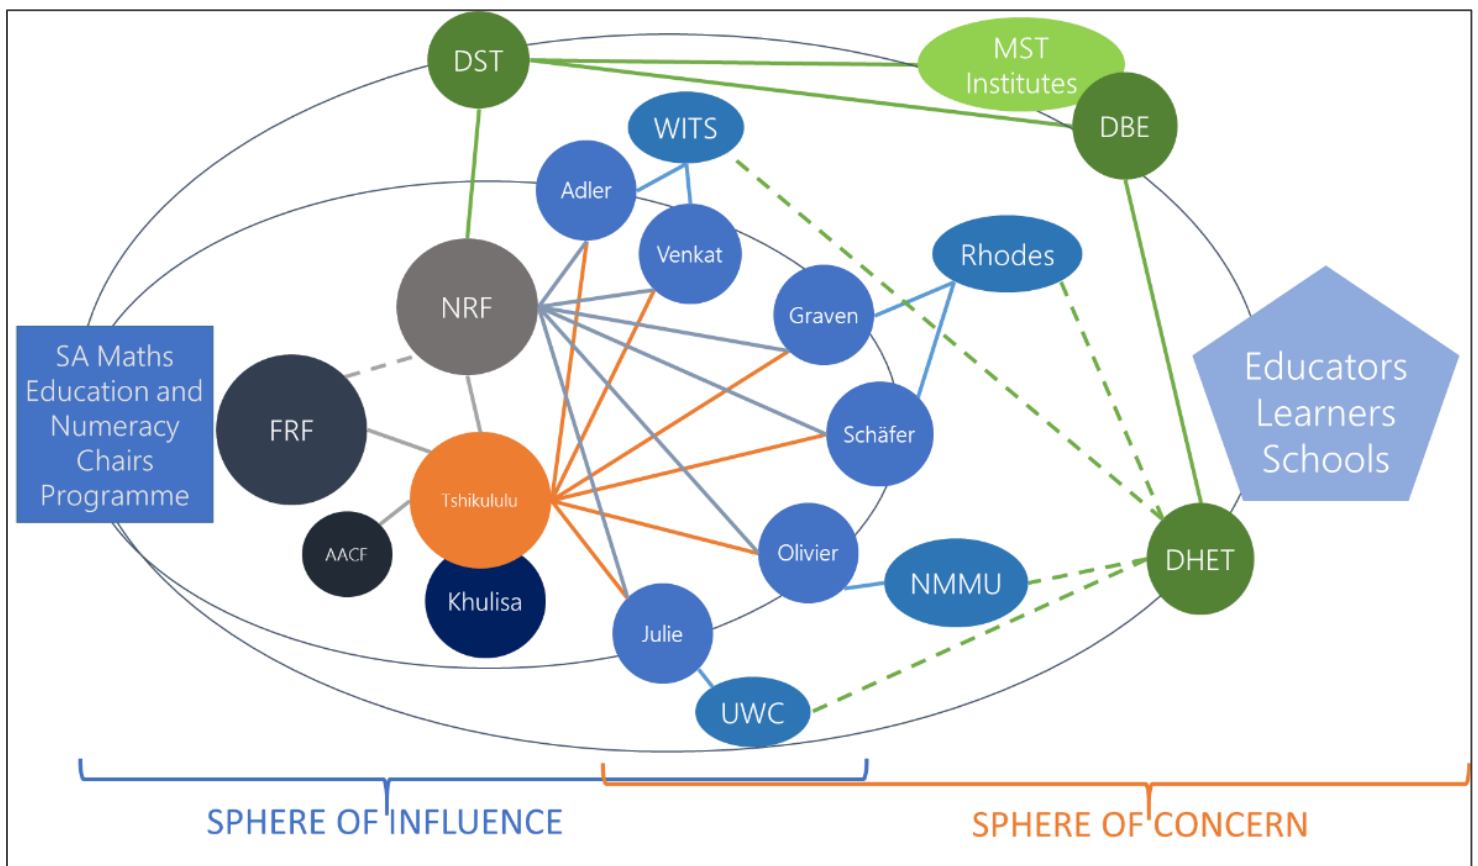 DST
MST
Institutes
DBE
WITS
Adler
Venkat
Rhodes
NRF
Graven
SA Maths
Education and
Numeracy
Chairs
Programme
FRF
Schäfer
Educators
Learners
Schools
Tshikululu
AACF
Khulisa
Olivier
NMMU
DHET
Julie
UWC
SPHERE OF INFLUENCE
SPHERE OF CONCERN